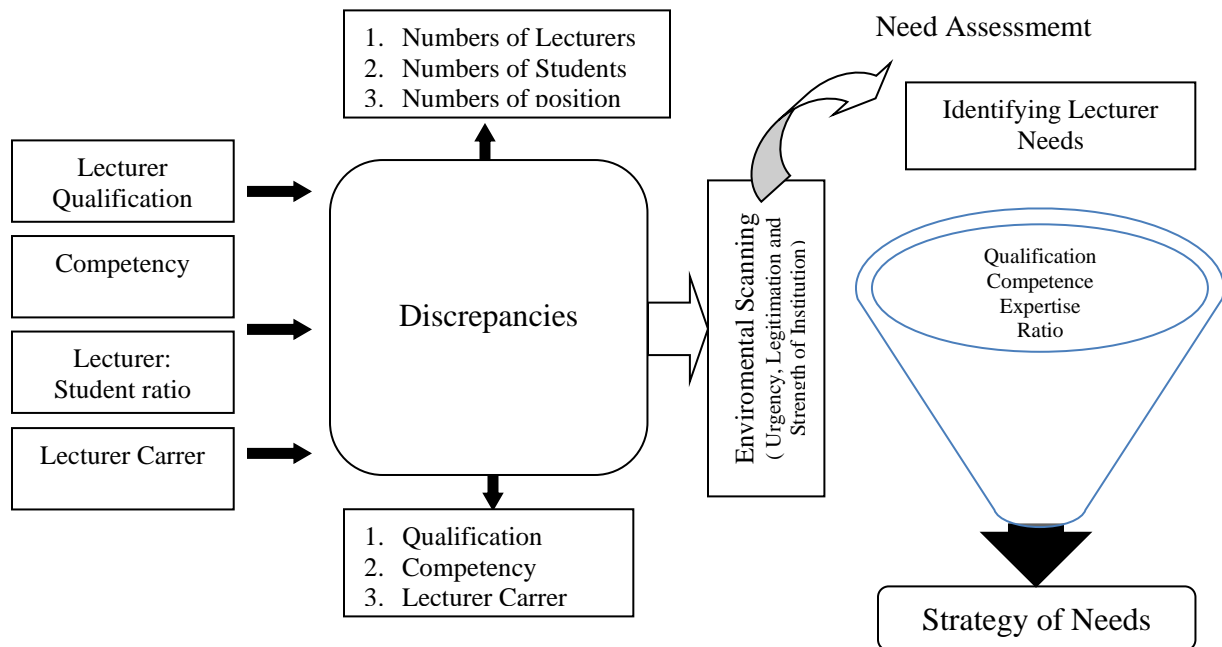 1. Numbers of Lecturers
2. Numbers of Students
3. Numbers of position
Need Assessmemt
Identifying Lecturer
Needs
Lecturer
Qualification
Competency
Lecturer:
Student ratio
Lecturer Carrer
Discrepancies
Enviromental Scanning
( Urgency, Legitimation and
Strength of Institution)
Qualification
Competence
Expertise
Ratio
1. Qualification
2. Competency
3. Lecturer Carrer
Strategy of Needs